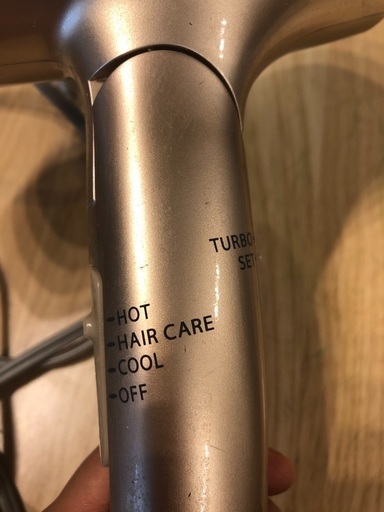 TURBO
SET
-HOT
-HAIR CARE
-COOL
-OFF